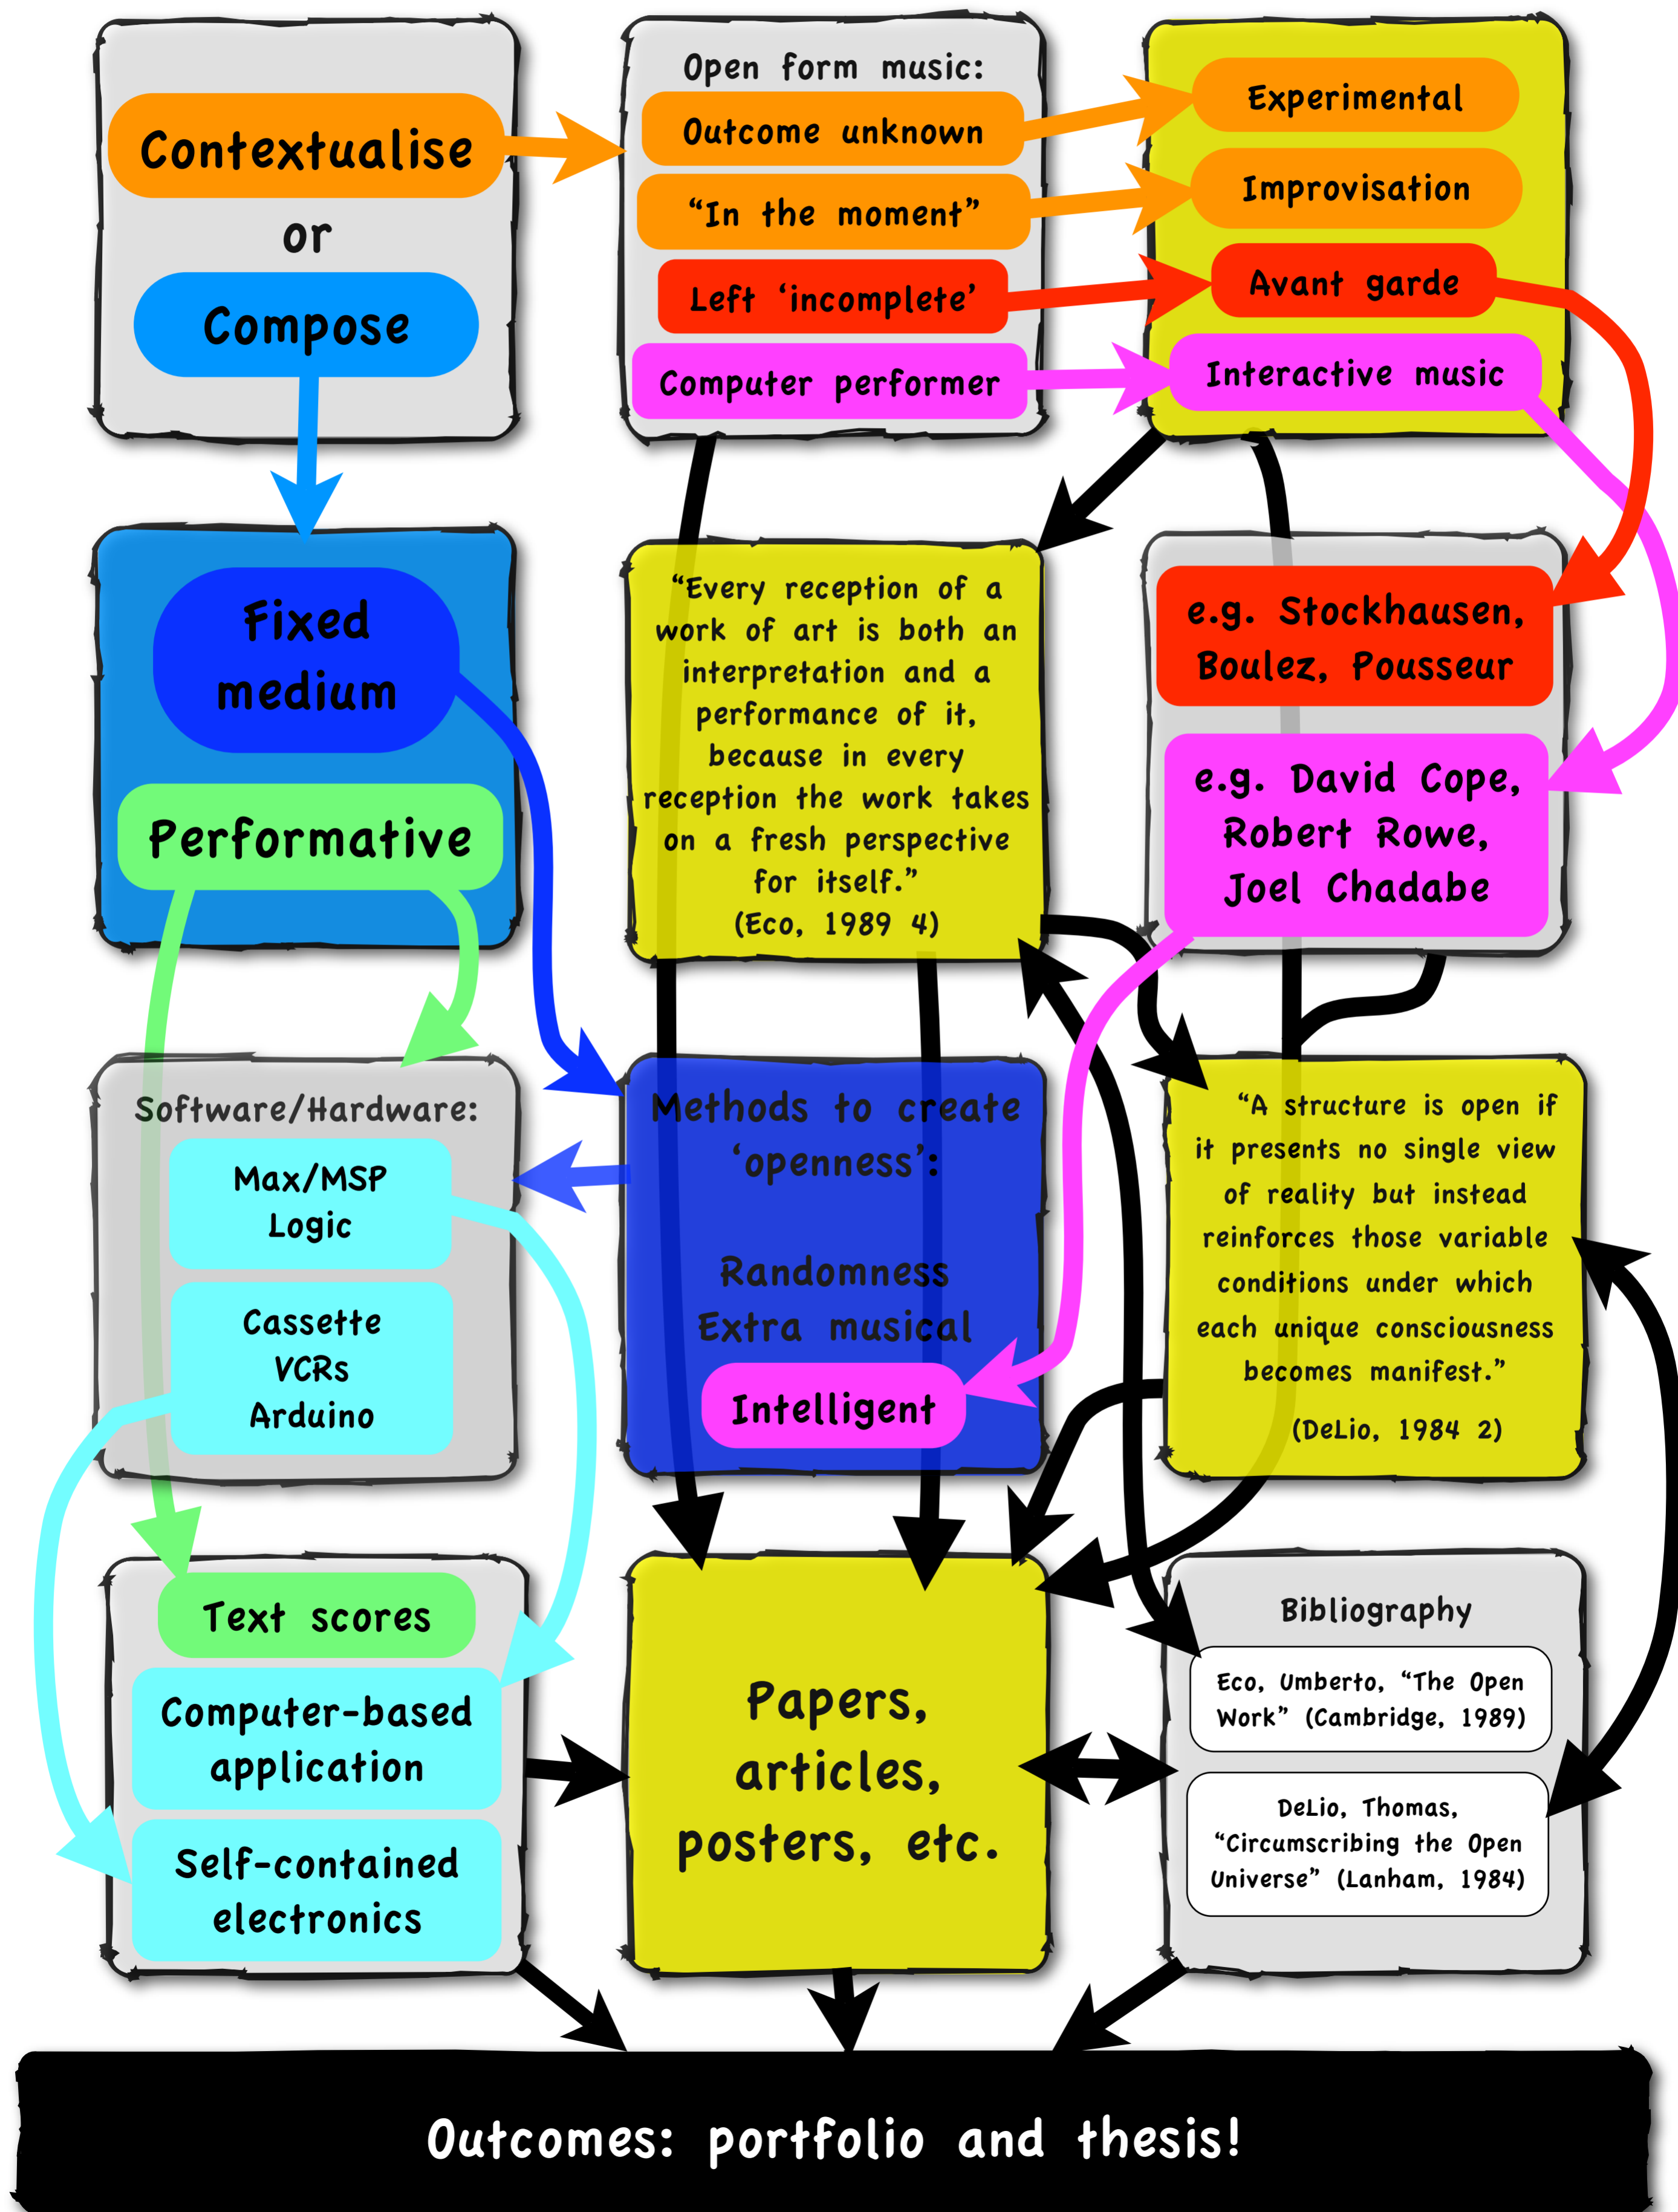 Contextualise
or
Compose
Open form music:
Outcome unknown
“In the moment”
Left ‘incomplete’
Computer performer
Experimental
Improvisation
Avant garde
Interactive music
Fixed
medium
Performative
“Every reception of a
work of art is both an
interpretation and a
performance of it,
because in every
reception the work takes
on a fresh perspective
for itself.”
(Eco, 1989 4)
e.g. Stockhausen,
Boulez, Pousseur
e.g. David Cope,
Robert Rowe,
Joel Chadabe
Software/Hardware:
Max/MSP
Logic
Cassette
VCRs
Arduino
Methods to create
‘openness’:
Randomness
Extra musical
Intelligent
“A structure is open if
it presents no single view
of reality but instead
reinforces those variable
conditions under which
each unique consciousness
becomes manifest.”
(DeLio, 1984 2)
Text scores
Computer-based
application
Self-contained
electronics
Papers,
articles,
posters, etc.
Bibliography
Eco, Umberto, “The Open
Work” (Cambridge, 1989)
DeLio, Thomas,
“Circumscribing the Open
Universe” (Lanham, 1984)
Outcomes: portfolio and thesis!